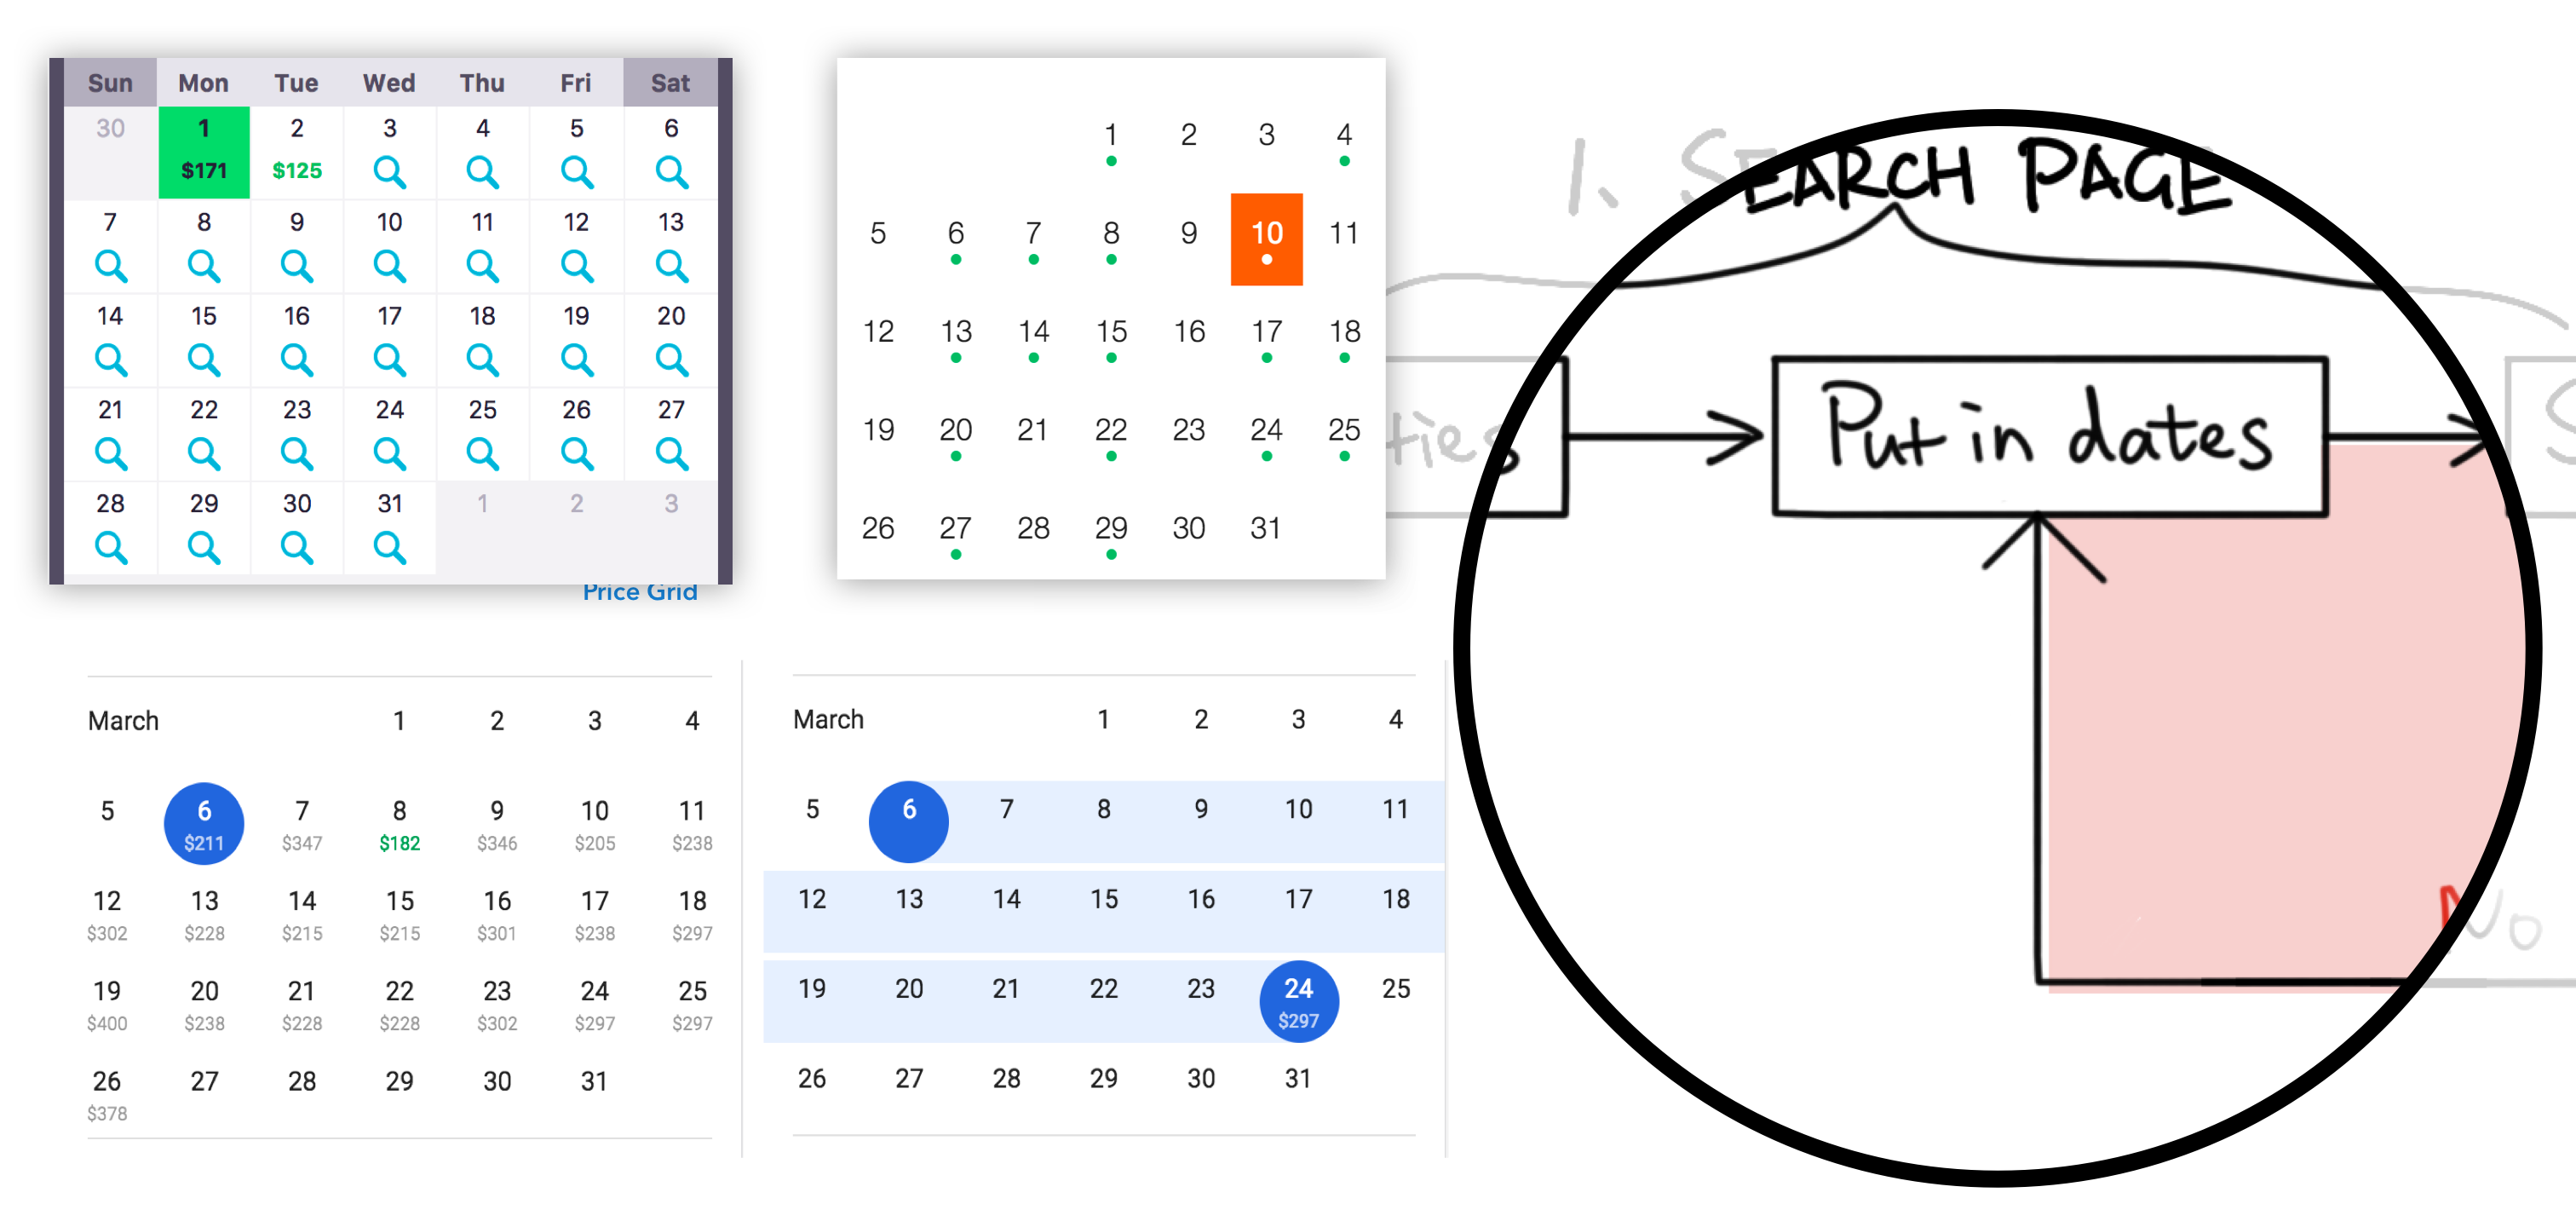 Sun Mon Tue Wed Thu Fri Sat
30 1 2 3 4 5 6
$171 $125
7 8 9 10 11 12 13
14 15 16 17 18 19 20
21 22 23 24 25 26 27
28 29 30 31 1 2 3
Price Grid
1 2 3 4
5 6 7 8 9 10 11
12 13 14 15 16 17 18
19 20 21 22 23 24 25
26 27 28 29 30 31
March 1 2 3 4
5 6 7 8 9 10 11
$211 $347 $182 $346 $205 $238
12 13 14 15 16 17 18
$302 $228 $215 $215 $301 $238 $297
19 20 21 22 23 24 25
$400 $238 $228 $228 $302 $297 $297
26 27 28 29 30 31
$378
March 1 2 3 4
5 6 7 8 9 10 11
12 13 14 15 16 17 18
19 20 21 22 23 24 25
$297
26 27 28 29 30 31
1. SEARCH PAGE
ties
Put in dates
S
No